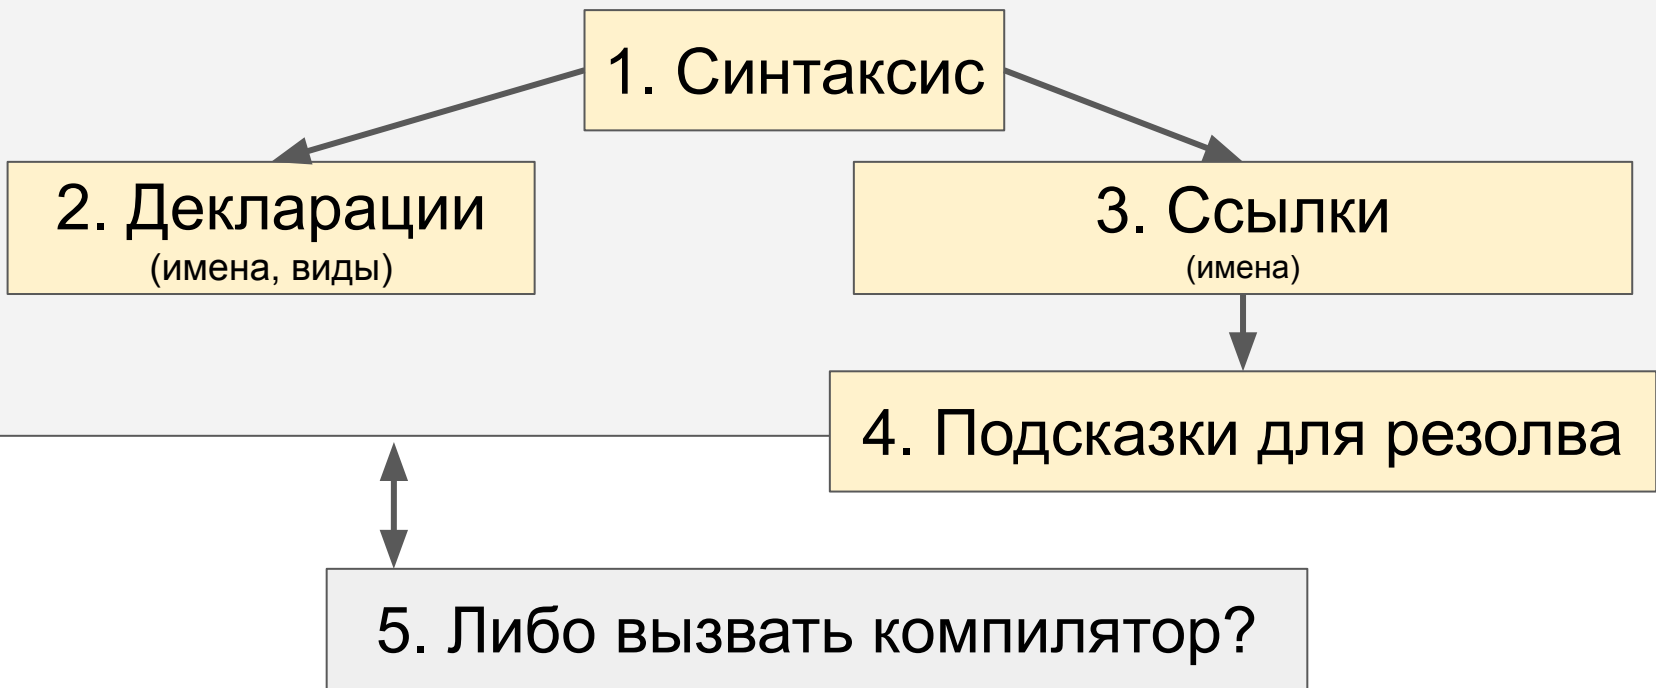 1. Синтаксис
2. Декларации
(имена, виды)
3. Ссылки
(имена)
4. Подсказки для резолва
5. Либо вызвать компилятор?